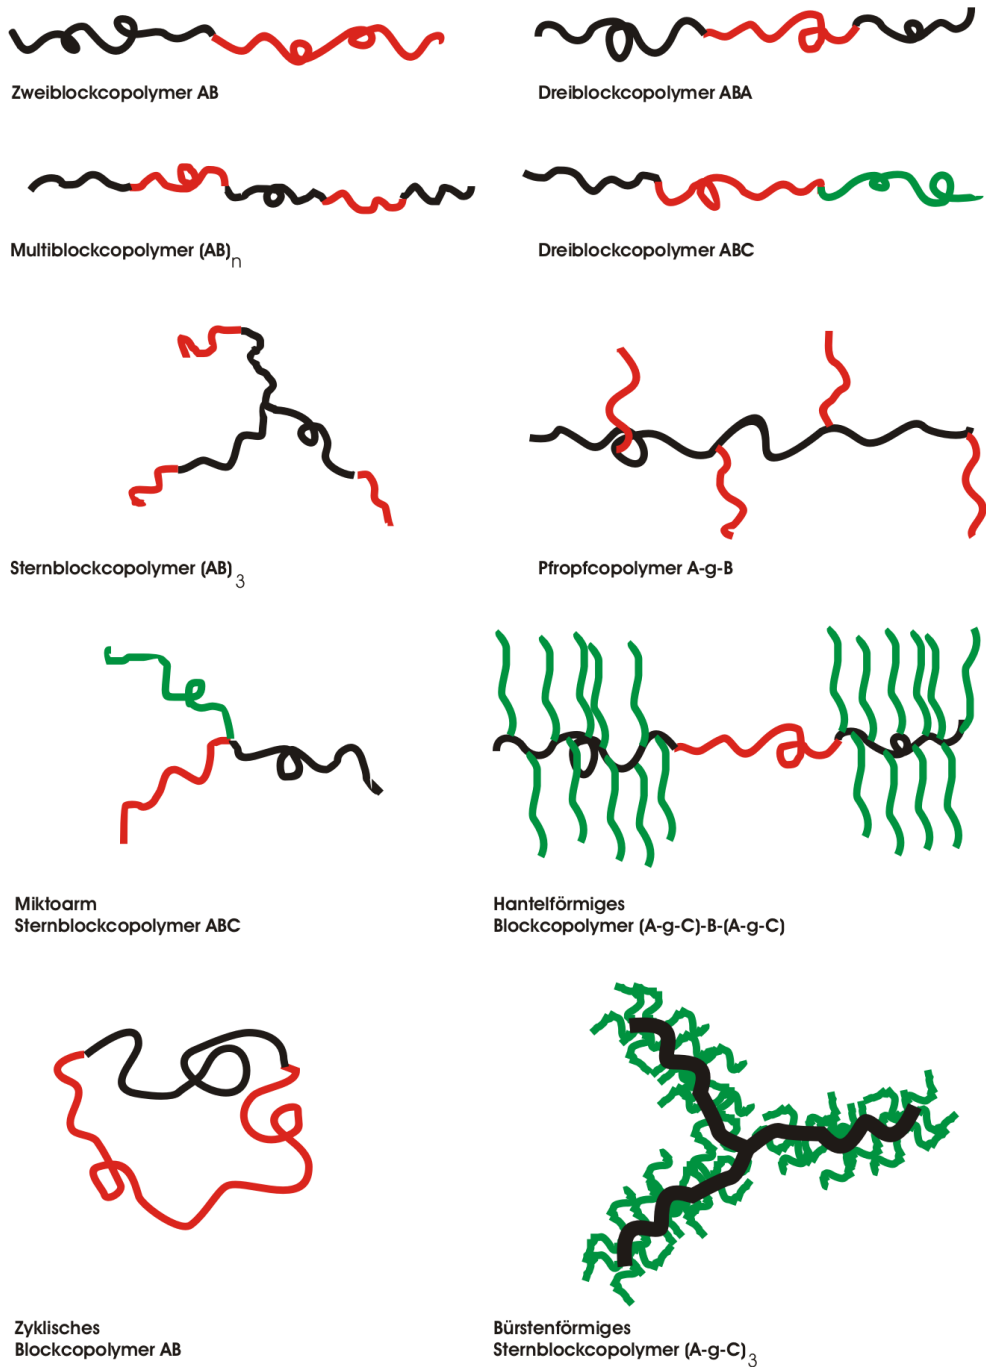 Zweiblockcopolymer AB
Dreiblockcopolymer ABA
Multiblockcopolymer (AB)n
Dreiblockcopolymer ABC
Sternblockcopolymer (AB)3
Pfropfcopolymer A-g-B
Miktoarm
Sternblockcopolymer ABC
Hantelförmiges
Blockcopolymer (A-g-C)-B-(A-g-C)
Zyklisches
Blockcopolymer AB
Bürstenförmiges
Sternblockcopolymer (A-g-C)3